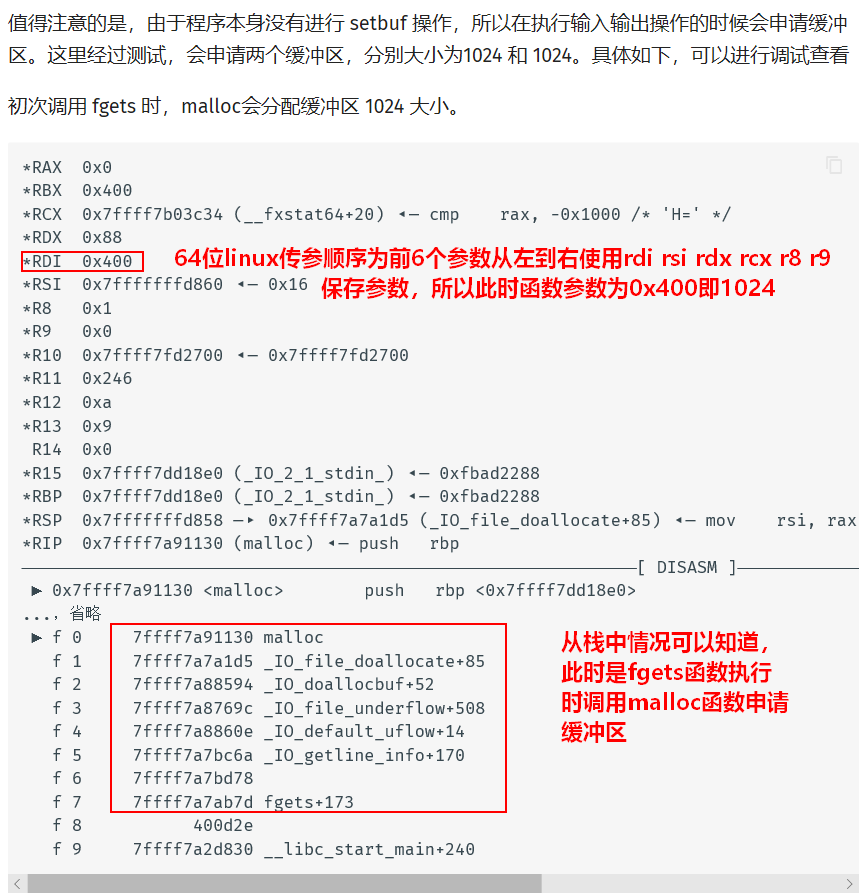 值得注意的是，由于程序本身没有进行 setbuf 操作，所以在执行输入输出操作的时候会申请缓冲
区。这里经过测试，会申请两个缓冲区，分别大小为1024 和 1024。具体如下，可以进行调试查看
初次调用 fgets 时，malloc会分配缓冲区 1024 大小。
*RAX  0x0
*RBX  0x400
*RCX  0x7ffff7b03c34 (__fxstat64+20) ◂— cmp    rax, -0x1000 /* 'H=' */
*RDX  0x88
*RDI  0x400
64位linux传参顺序为前6个参数从左到右使用rdi rsi rdx rcx r8 r9
*RSI  0x7fffffffd860 ◂— 0x16
保存参数，所以此时函数参数为0x400即1024
*R8   0x1
*R9   0x0
*R10  0x7ffff7fd2700 ◂— 0x7ffff7fd2700
*R11  0x246
*R12  0xa
*R13  0x9
 R14  0x0
*R15  0x7ffff7dd18e0 (_IO_2_1_stdin_) ◂— 0xfbad2288
*RBP  0x7ffff7dd18e0 (_IO_2_1_stdin_) ◂— 0xfbad2288
*RSP  0x7fffffffd858 —▸ 0x7ffff7a7a1d5 (_IO_file_doallocate+85) ◂— mov    rsi, rax
*RIP  0x7ffff7a91130 (malloc) ◂— push   rbp
[ DISASM ]
 ► 0x7ffff7a91130 <malloc>        push   rbp <0x7ffff7dd18e0>
...，省略
 ► f 0     7ffff7a91130 malloc
   f 1     7ffff7a7a1d5 _IO_file_doallocate+85
   f 2     7ffff7a88594 _IO_doallocbuf+52
   f 3     7ffff7a8769c _IO_file_underflow+508
   f 4     7ffff7a8860e _IO_default_uflow+14
   f 5     7ffff7a7bc6a _IO_getline_info+170
   f 6     7ffff7a7bd78
   f 7     7ffff7a7ab7d fgets+173
   f 8           400d2e
   f 9     7ffff7a2d830 __libc_start_main+240
从栈中情况可以知道，
此时是fgets函数执行
时调用malloc函数申请
缓冲区